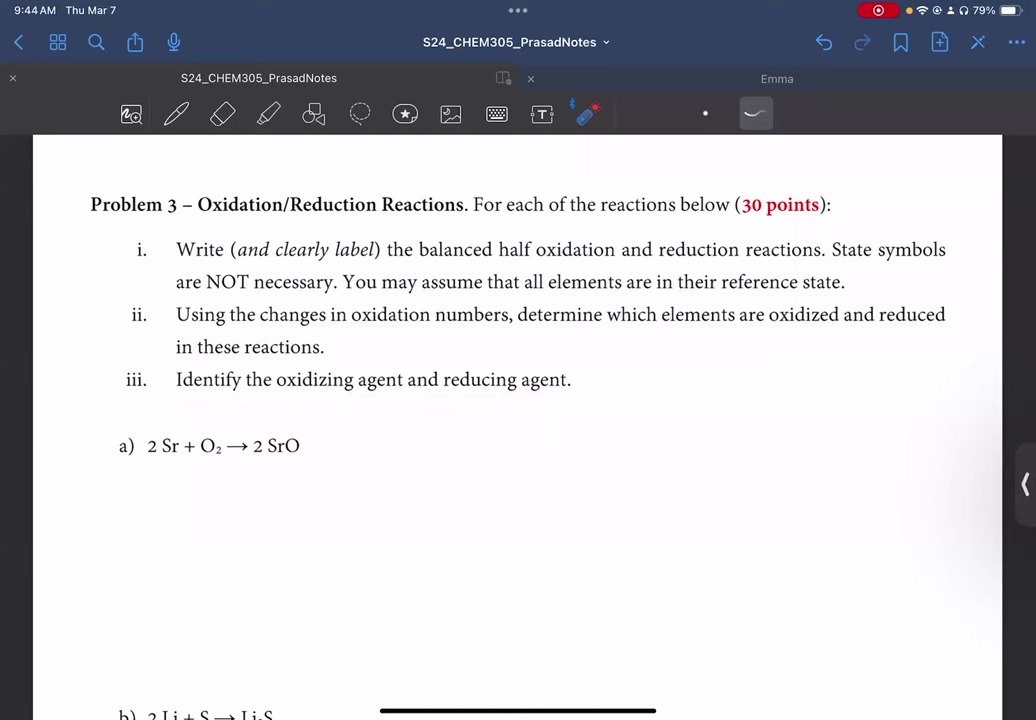 9:44 AM Thu Mar 7
79%
S24_CHEM305_PrasadNotes
S24_CHEM305_PrasadNotes
Emma
Problem 3 – Oxidation/Reduction Reactions. For each of the reactions below (30 points):
i. Write (and clearly label) the balanced half oxidation and reduction reactions. State symbols
are NOT necessary. You may assume that all elements are in their reference state.
ii. Using the changes in oxidation numbers, determine which elements are oxidized and reduced
in these reactions.
iii. Identify the oxidizing agent and reducing agent.
a) 2 Sr + O₂ → 2 SrO
b) 2 Li + S → Li₂S